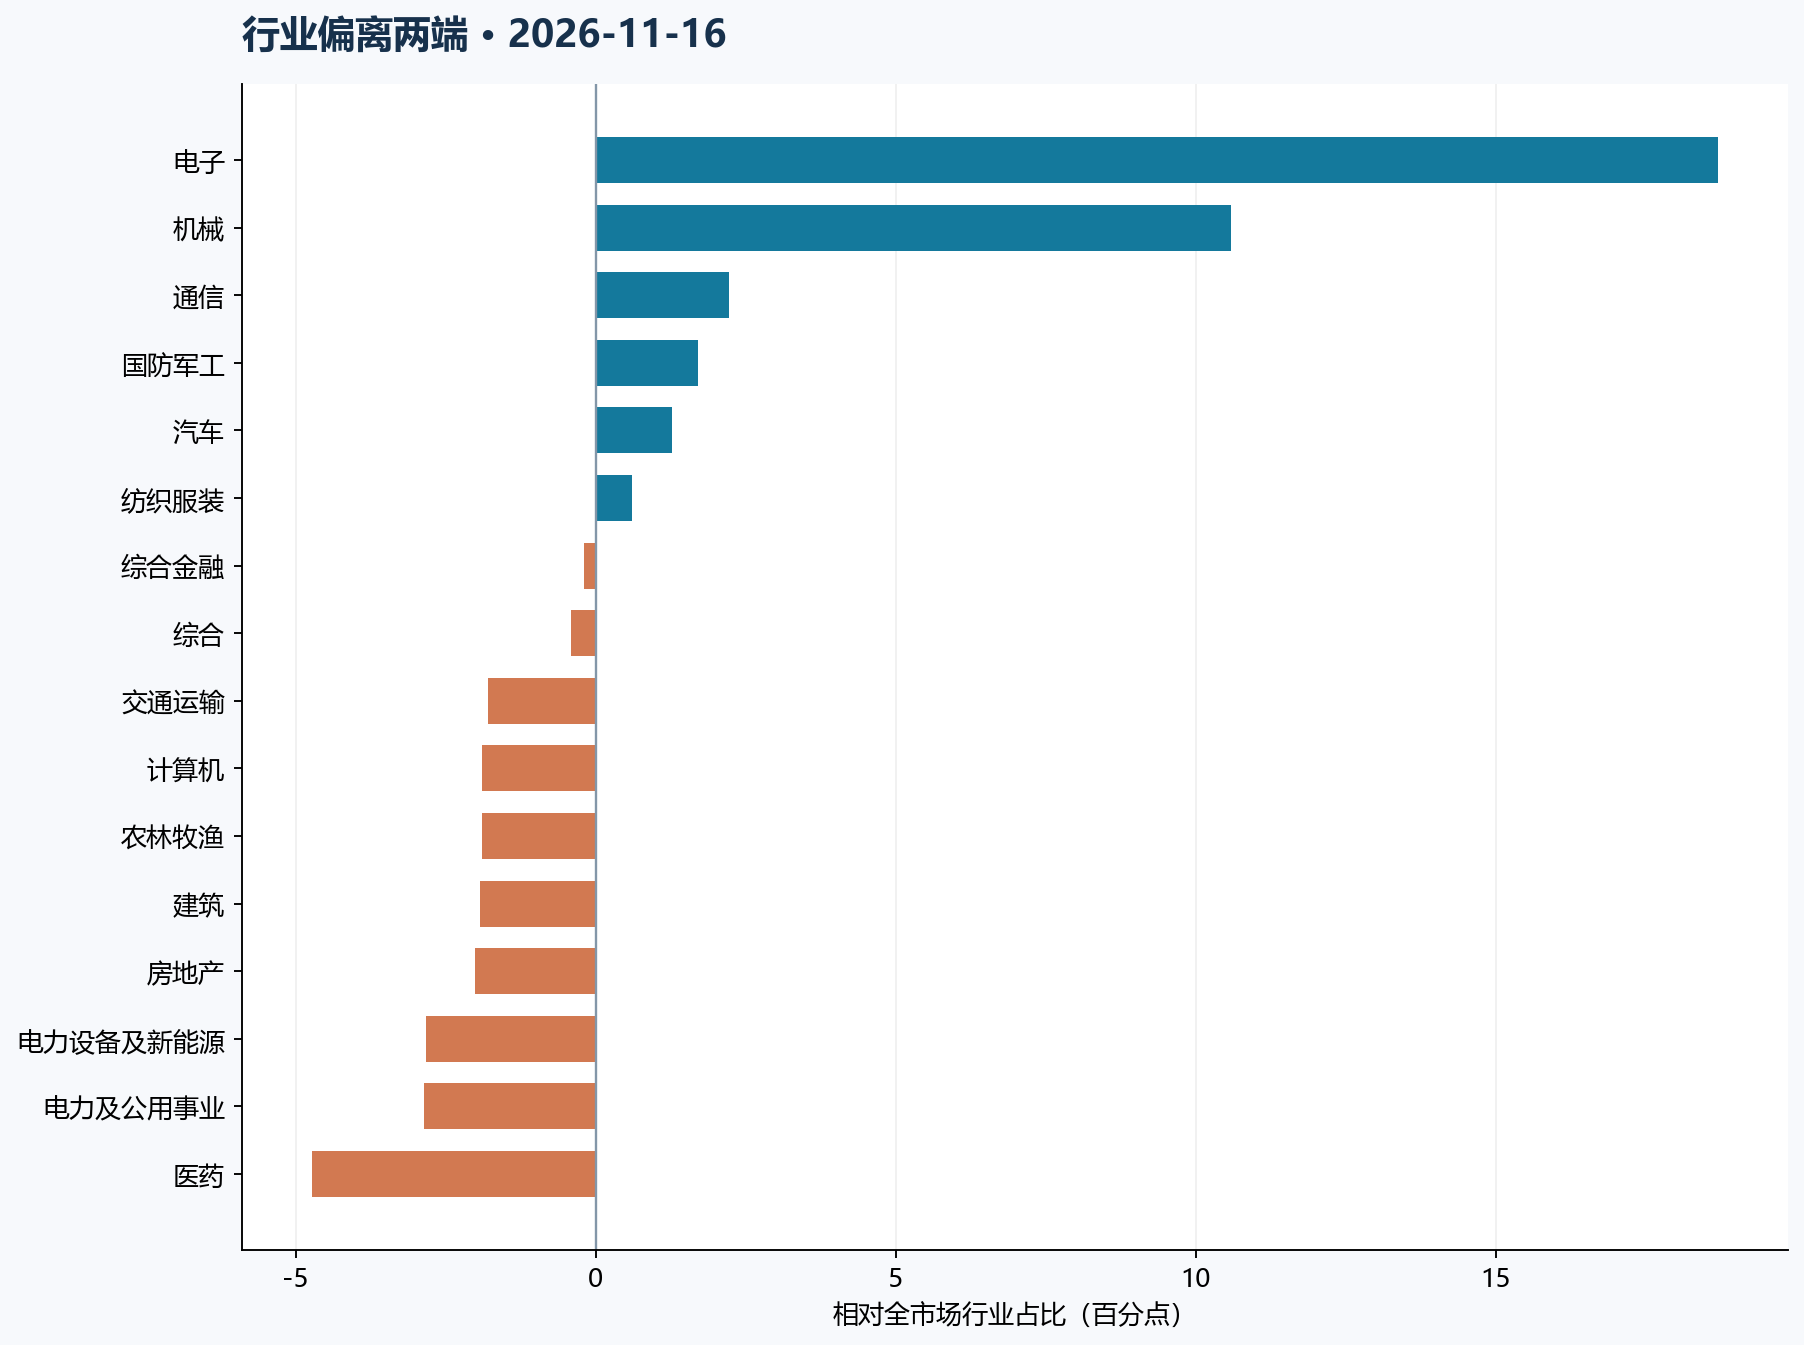 行业偏离两端 • 2026-11-16
电子
机械
通信
国防军工
汽车
纺织服装
综合金融
综合
交通运输
计算机
农林牧渔
建筑
房地产
电力设备及新能源
电力及公用事业
医药
-5 0 5 10 15
相对全市场行业占比（百分点）